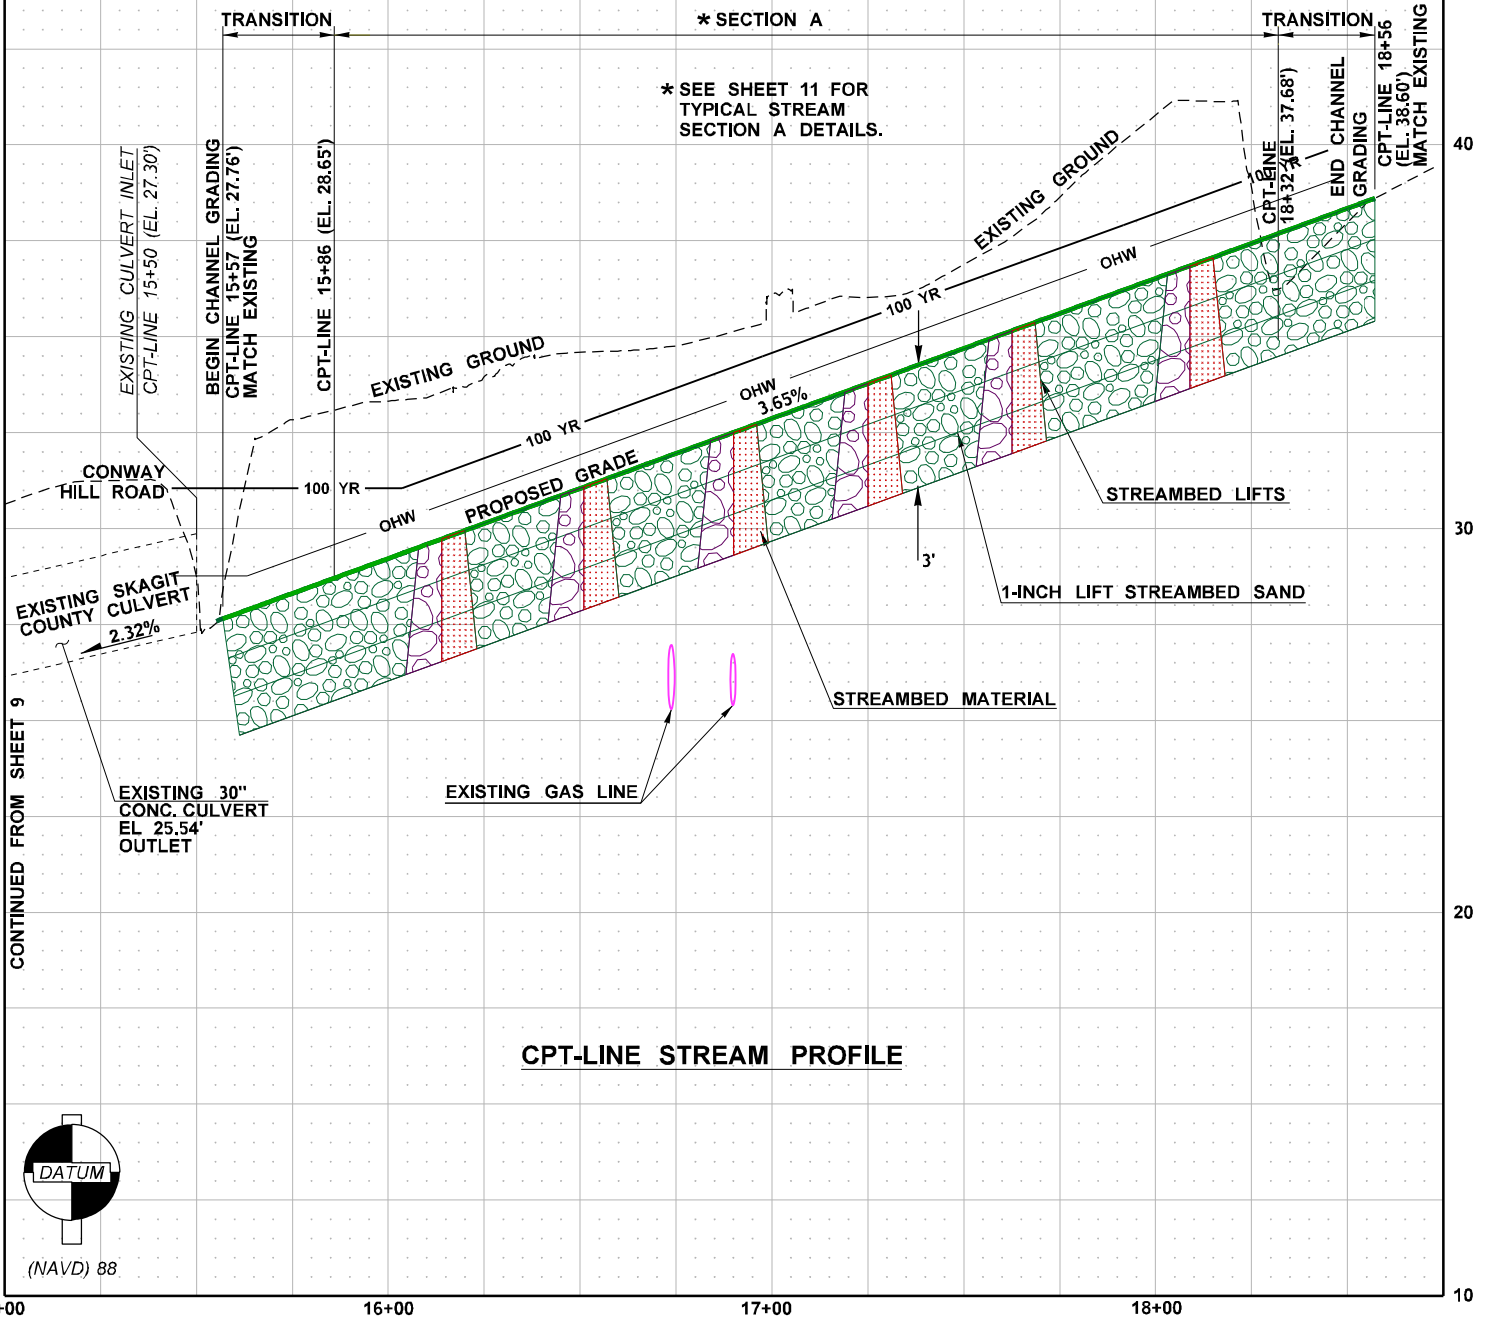 TRANSITION
* SECTION A
TRANSITION
* SEE SHEET 11 FOR
TYPICAL STREAM
SECTION A DETAILS.
EXISTING CULVERT INLET
CPT-LINE 15+50 (EL. 27.30')
BEGIN CHANNEL GRADING
CPT-LINE 15+57 (EL. 27.76')
MATCH EXISTING
CPT-LINE 15+86 (EL. 28.65')
CPT-LINE
18+32 (EL. 37.68')
END CHANNEL
GRADING
CPT-LINE 18+56
(EL. 38.60')
MATCH EXISTING
40
EXISTING GROUND
100 YR
OHW
100 YR
EXISTING GROUND
OHW
3.65%
100 YR
PROPOSED GRADE
CONWAY
HILL ROAD
100 YR
OHW
STREAMBED LIFTS
30
3'
1-INCH LIFT STREAMBED SAND
EXISTING SKAGIT
COUNTY CULVERT
2.32%
STREAMBED MATERIAL
EXISTING GAS LINE
EXISTING 30"
CONC. CULVERT
EL 25.54'
OUTLET
CONTINUED FROM SHEET 9
20
CPT-LINE STREAM PROFILE
DATUM
(NAVD) 88
10
+00
16+00
17+00
18+00